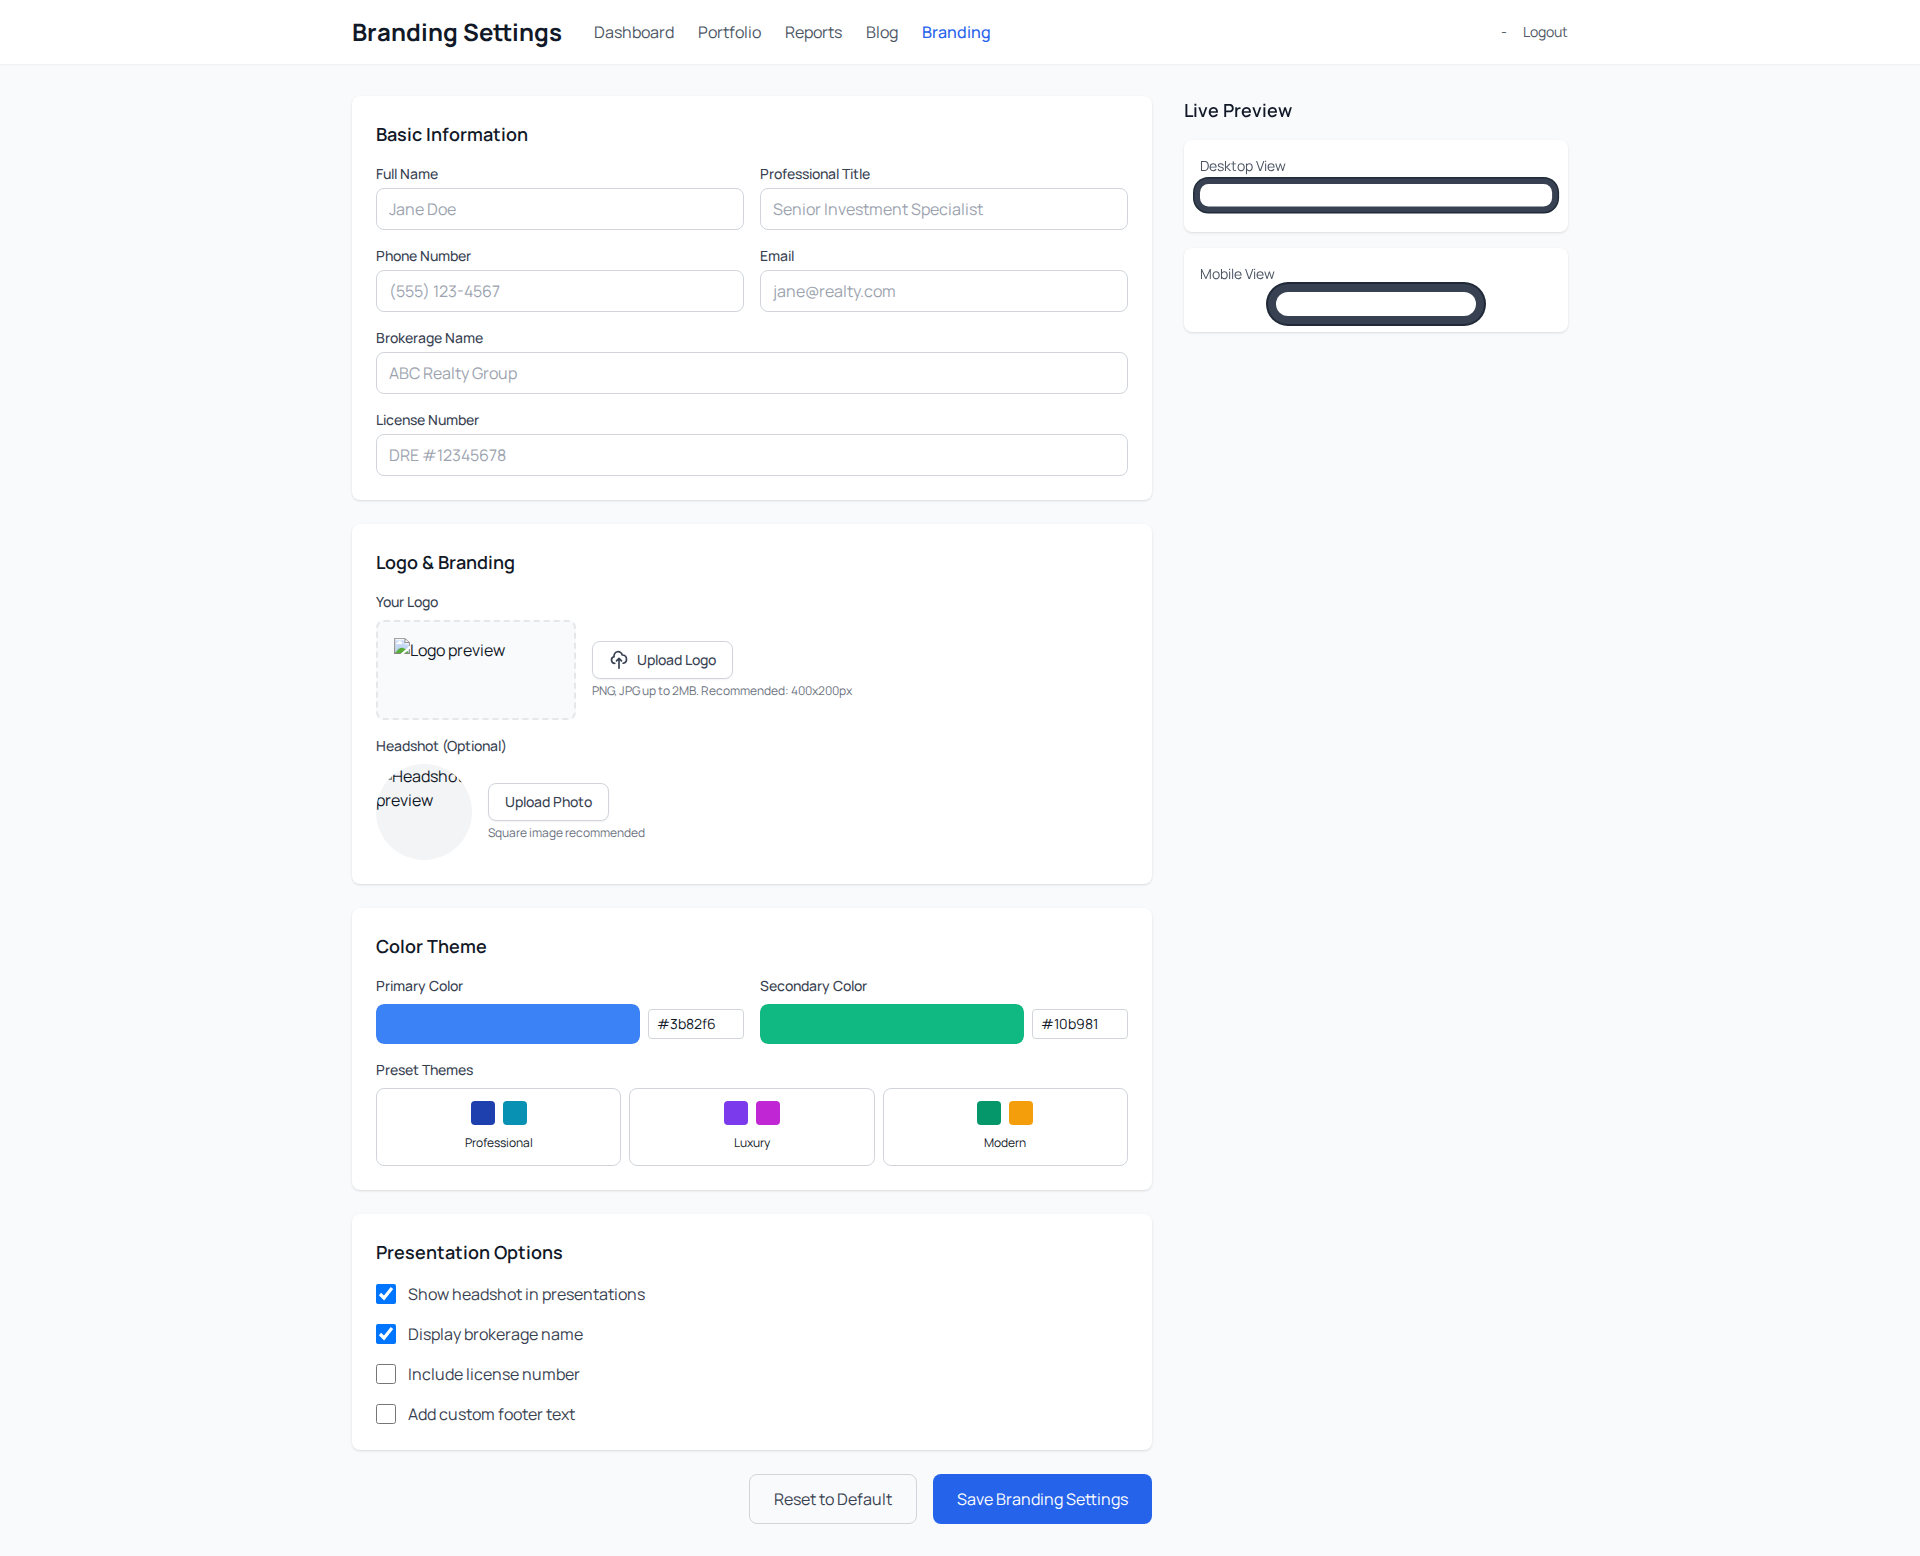 Branding Settings Dashboard Portfolio Reports Blog Branding - Logout
Basic Information
Full Name Professional Title
Jane Doe Senior Investment Specialist
Phone Number Email
(555) 123-4567 jane@realty.com
Brokerage Name
ABC Realty Group
License Number
DRE #12345678
Live Preview
Desktop View
Mobile View
Logo & Branding
Your Logo
Logo preview
Upload Logo
PNG, JPG up to 2MB. Recommended: 400x200px
Headshot (Optional)
Headshot
preview
Upload Photo
Square image recommended
Color Theme
Primary Color Secondary Color
#3b82f6 #10b981
Preset Themes
Professional Luxury Modern
Presentation Options
Show headshot in presentations
Display brokerage name
Include license number
Add custom footer text
Reset to Default Save Branding Settings